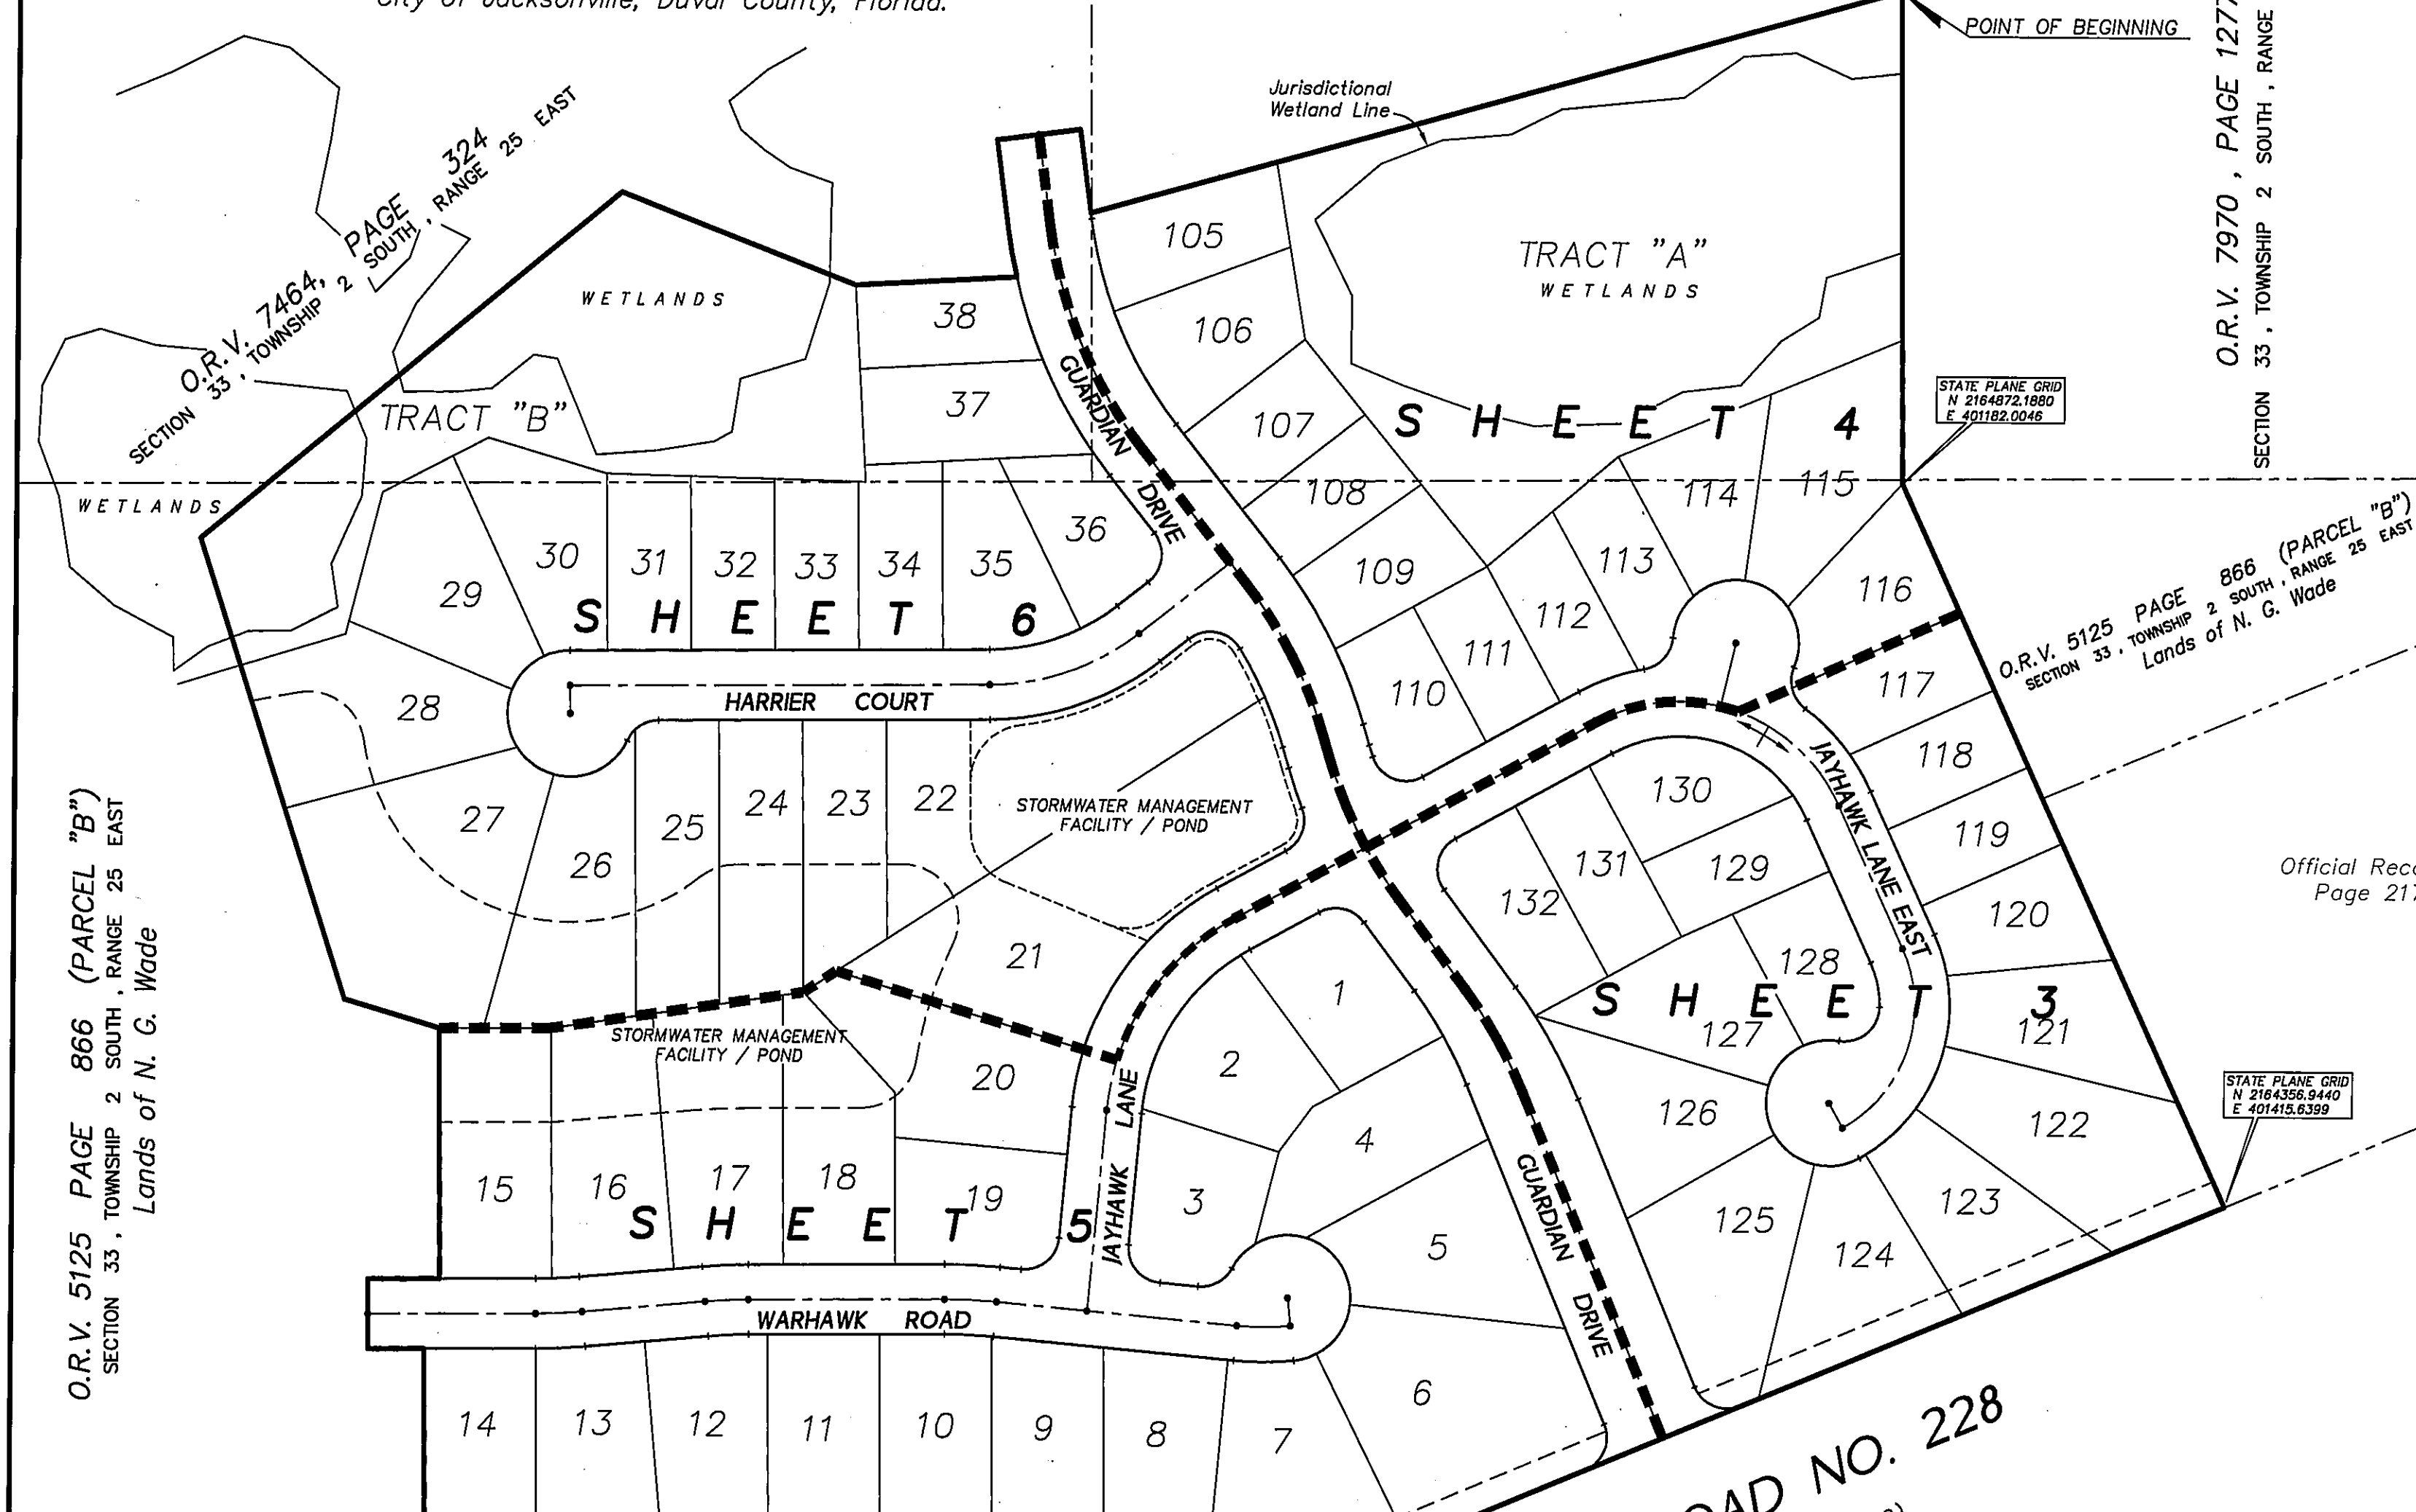 City of Jacksonville, Duval County, Florida.
POINT OF BEGINNING
O.R.V. 7970 , PAGE 1277
SECTION 33 , TOWNSHIP 2 SOUTH , RANGE
Jurisdictional
Wetland Line
O.R.V. 7464, PAGE 324
SECTION 33 , TOWNSHIP 2 SOUTH , RANGE 25 EAST
WETLANDS
TRACT "B"
WETLANDS
TRACT "A"
WETLANDS
105
106
107
108
109
110
111
112
113
114
115
116
SHEET 4
STATE PLANE GRID
N 2164872.1880
E 401182.0046
O.R.V. 5125 PAGE 866 (PARCEL "B")
SECTION 33 , TOWNSHIP 2 SOUTH , RANGE 25 EAST
Lands of N. G. Wade
38
37
36
35
34
33
32
31
30
29
28
27
26
25
24
23
22
21
SHEET 6
GUARDIAN DRIVE
HARRIER COURT
STORMWATER MANAGEMENT
FACILITY / POND
117
118
119
120
121
122
123
124
125
126
127
128
129
130
131
132
SHEET 3
JAYHAWK LANE EAST
Page 217
STATE PLANE GRID
N 2164356.9440
E 401415.6399
O.R.V. 5125 PAGE 866 (PARCEL "B")
SECTION 33 , TOWNSHIP 2 SOUTH , RANGE 25 EAST
Lands of N. G. Wade
STORMWATER MANAGEMENT
FACILITY / POND
20
19
18
17
16
15
SHEET 5
JAYHAWK LANE
1
2
3
4
5
6
7
8
9
10
11
12
13
14
WARHAWK ROAD
GUARDIAN DRIVE
NO. 228